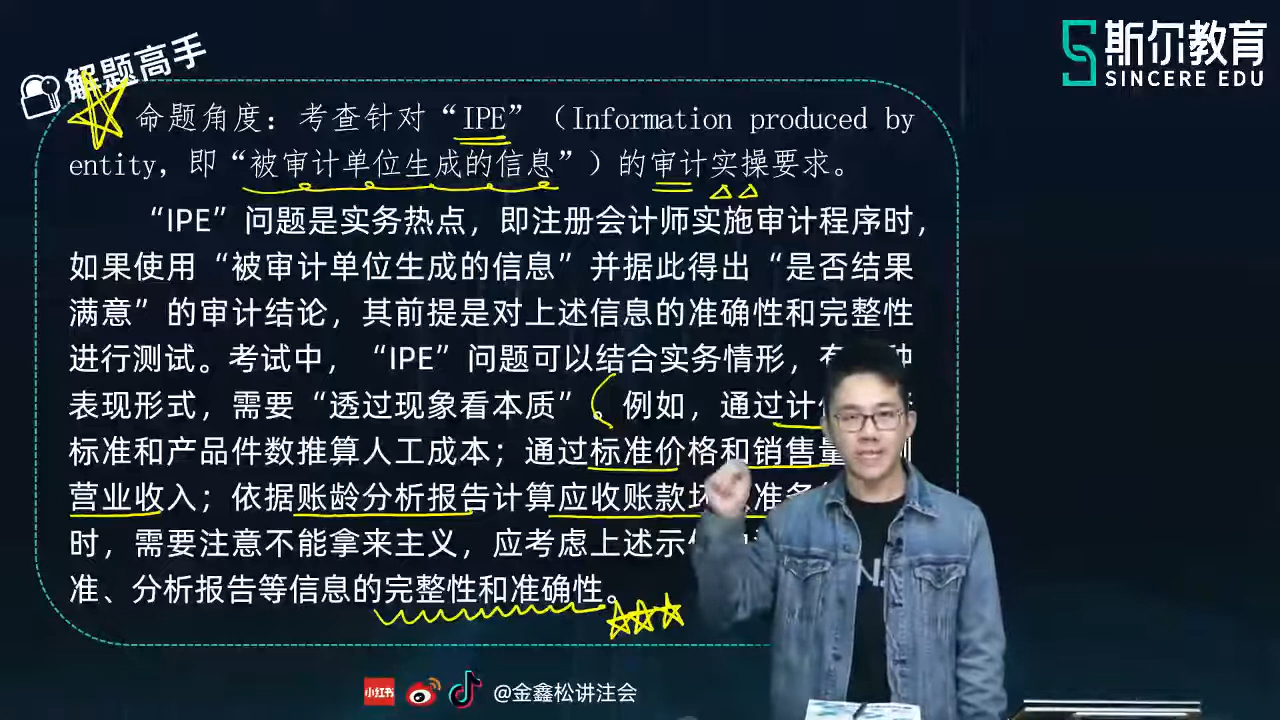 解题高手
斯尔教育
SINCERE EDU
命题角度：考查针对“IPE”（Information produced by
entity，即“被审计单位生成的信息”）的审计实操要求。
“IPE”问题是实务热点，即注册会计师实施审计程序时，
如果使用“被审计单位生成的信息”并据此得出“是否结果
满意”的审计结论，其前提是对上述信息的准确性和完整性
进行测试。考试中，“IPE”问题可以结合实务情形，有
表现形式，需要“透过现象看本质”。例如，通过计
标准和产品件数推算人工成本；通过标准价格和销售量
营业收入；依据账龄分析报告计算应收账款坏 准备
时，需要注意不能拿来主义，应考虑上述示
准、分析报告等信息的完整性和准确性。
小红书
@金鑫松讲注会